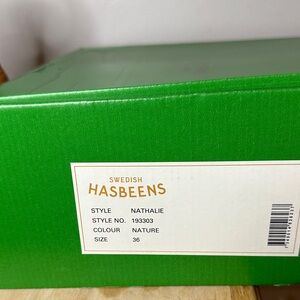 SWEDISH
HASBEENS
STYLE NATHALIE
STYLE NO. 193303
COLOUR NATURE
SIZE 36